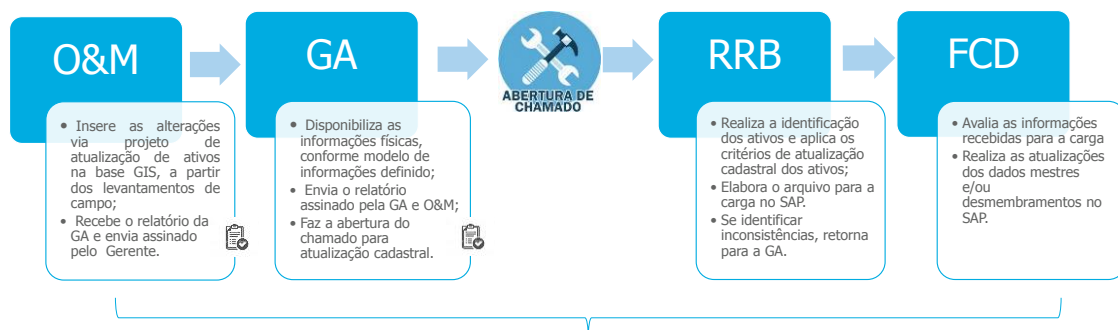 O&M
• Insere as alterações
via projeto de
atualização de ativos
na base GIS, a partir
dos levantamentos de
campo;
• Recebe o relatório da
GA e envia assinado
pelo Gerente.
GA
• Disponibiliza as
informações físicas,
conforme modelo de
informações definido;
• Envia o relatório
assinado pela GA e O&M;
• Faz a abertura do
chamado para
atualização cadastral.
ABERTURA DE
CHAMADO
RRB
• Realiza a identificação
dos ativos e aplica os
critérios de atualização
cadastral dos ativos;
• Elabora o arquivo para a
carga no SAP.
• Se identificar
inconsistências, retorna
para a GA.
FCD
• Avalia as informações
recebidas para a carga
• Realiza as atualizações
dos dados mestres
e/ou
desmembramentos no
SAP.